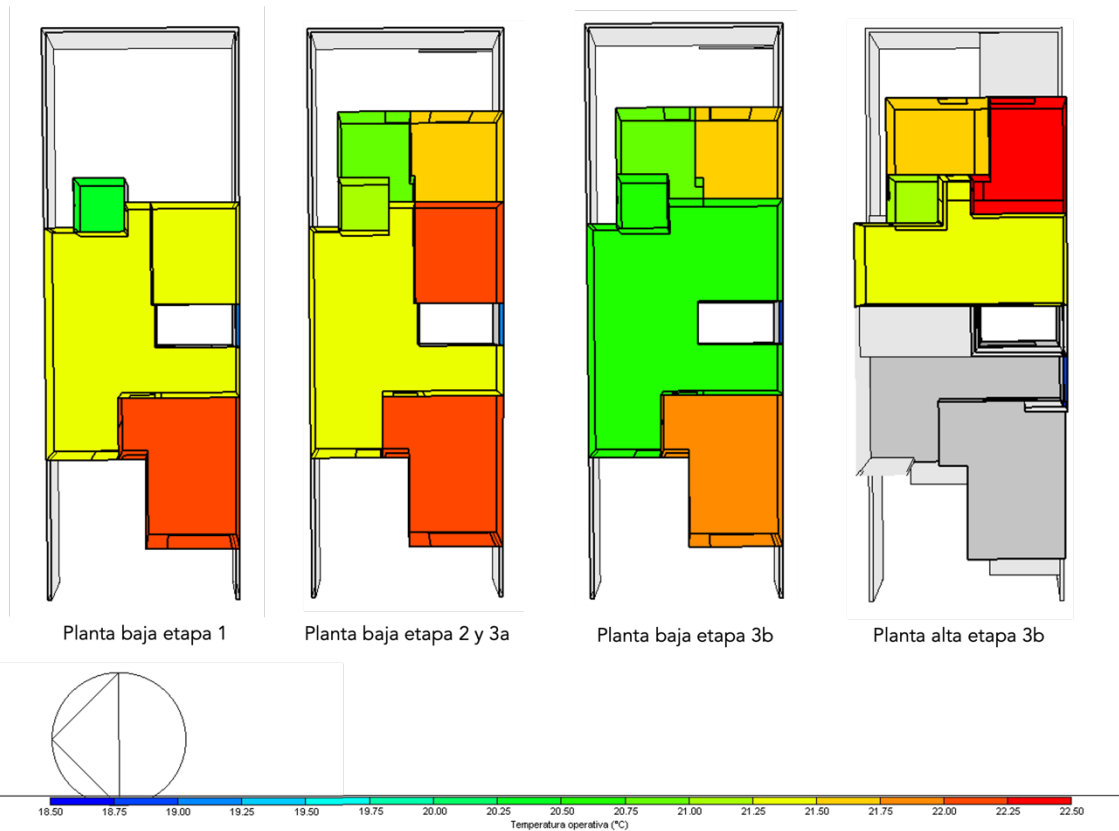 Planta baja etapa 1
Planta baja etapa 2 y 3a
Planta baja etapa 3b
Planta alta etapa 3b
18.50 18.75 19.00 19.25 19.50 19.75 20.00 20.25 20.50 20.75 21.00 21.25 21.50 21.75 22.00 22.25 22.50
Temperatura operativa (°C)